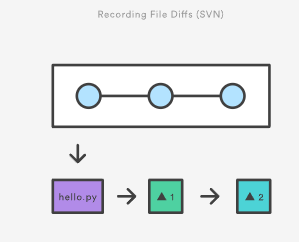 Recording File Diffs (SVN)
hello.py
▲ 1
▲ 2